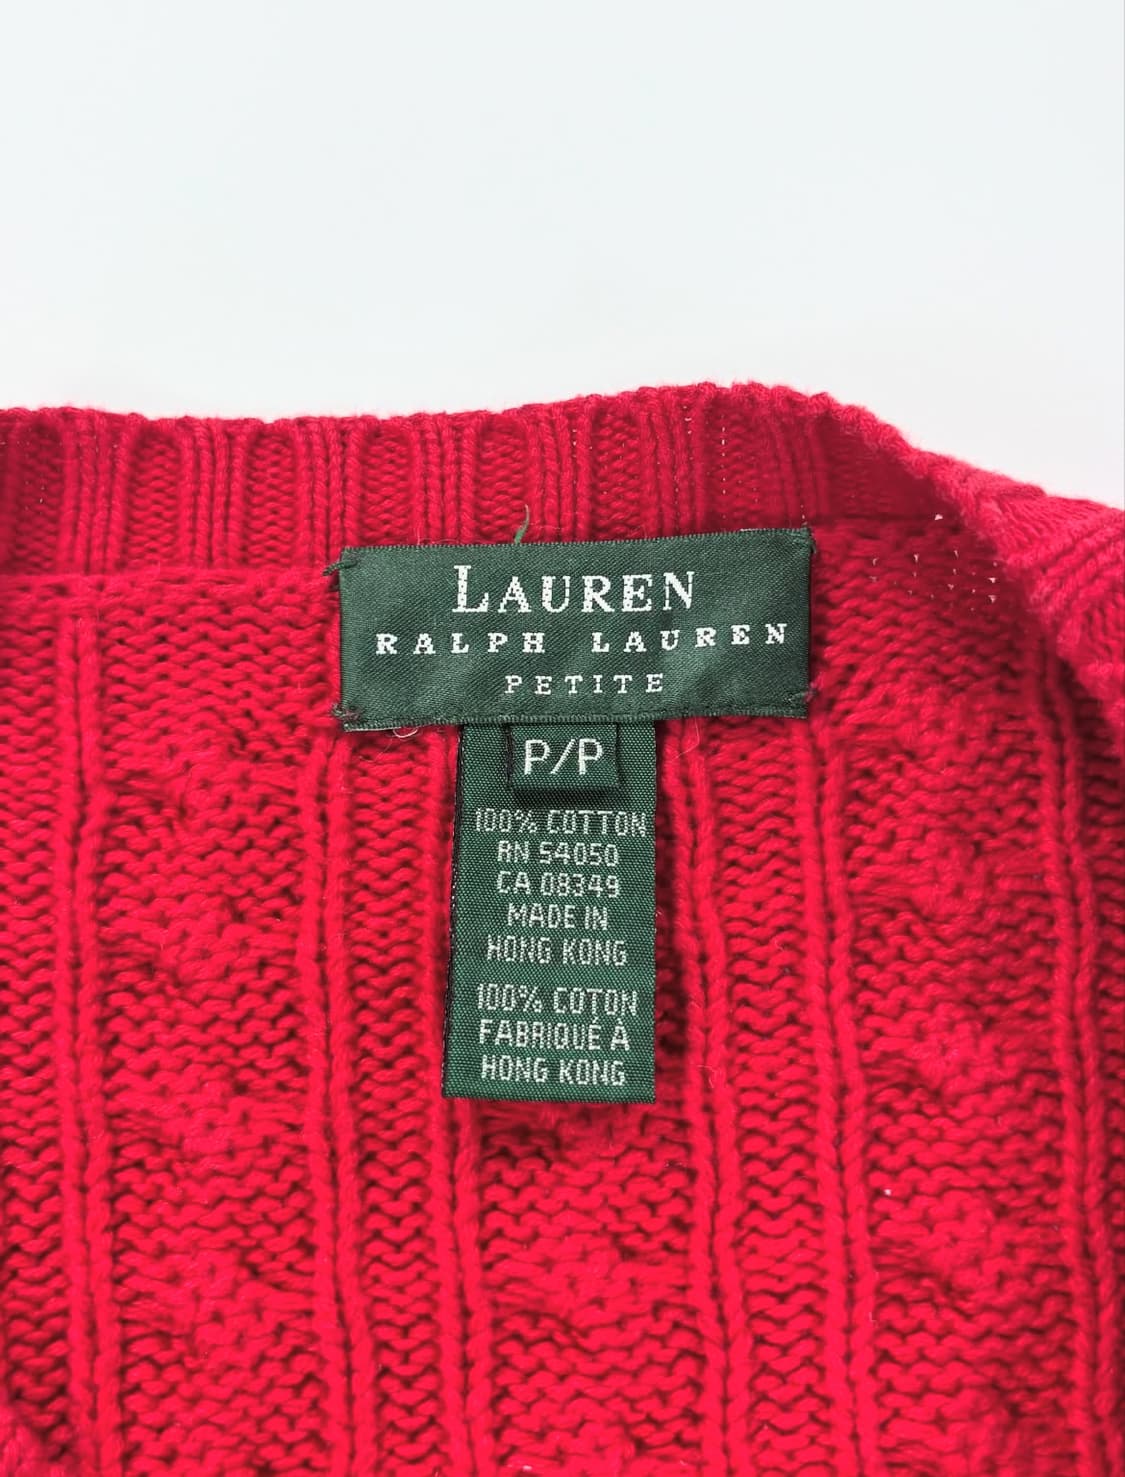 LAUREN
RALPH LAUREN
PETITE
P/P
100% COTTON
RN 54050
CA 08349
MADE IN
HONG KONG
100% COTON
FABRIQUÉ À
HONG KONG